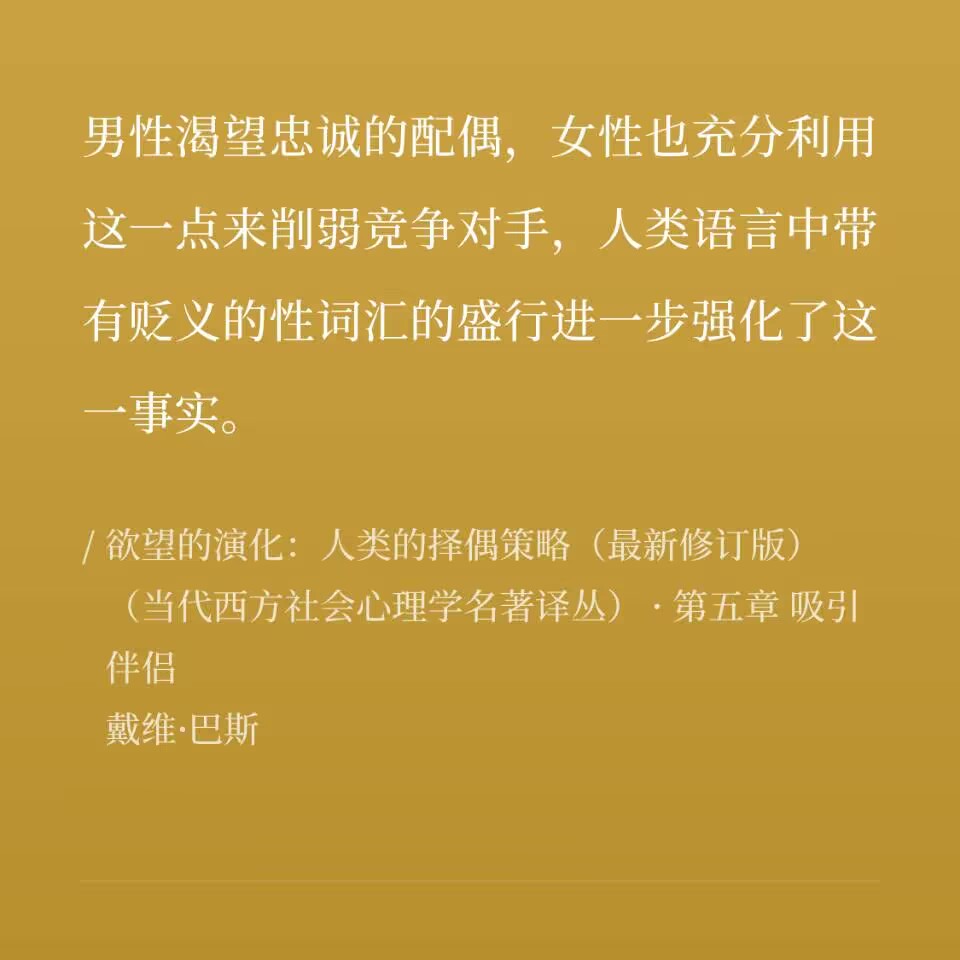 男性渴望忠诚的配偶，女性也充分利用
这一点来削弱竞争对手，人类语言中带
有贬义的性词汇的盛行进一步强化了这
一事实。
/ 欲望的演化：人类的择偶策略（最新修订版）
（当代西方社会心理学名著译丛） · 第五章 吸引
伴侣
戴维·巴斯